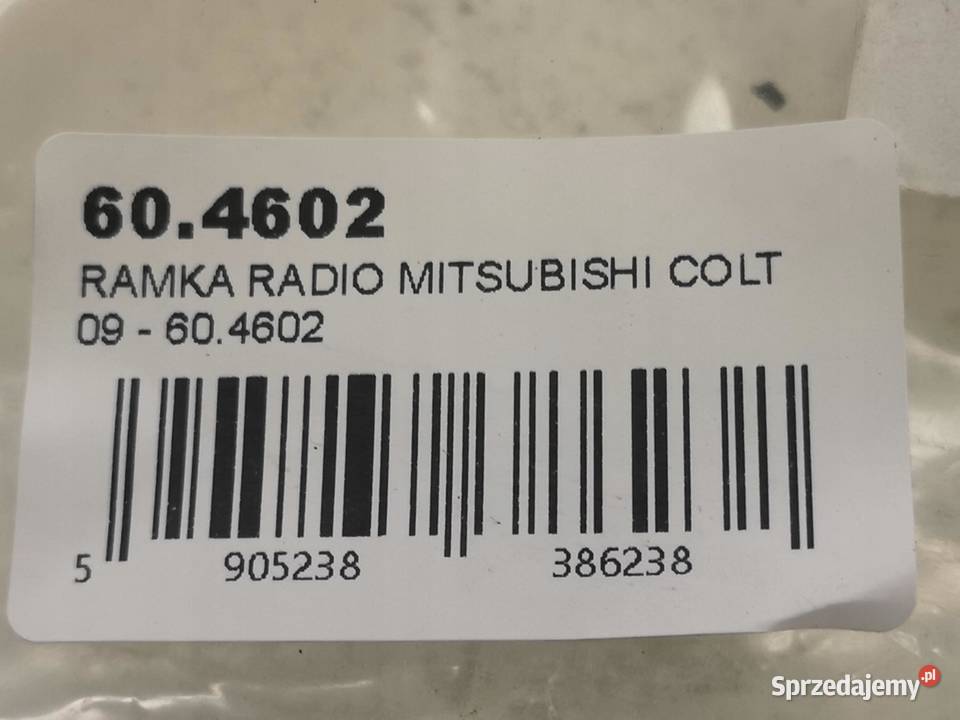 60.4602
RAMKA RADIO MITSUBISHI COLT
09 - 60.4602
5 905238 386238
Sprzedajemy.pl